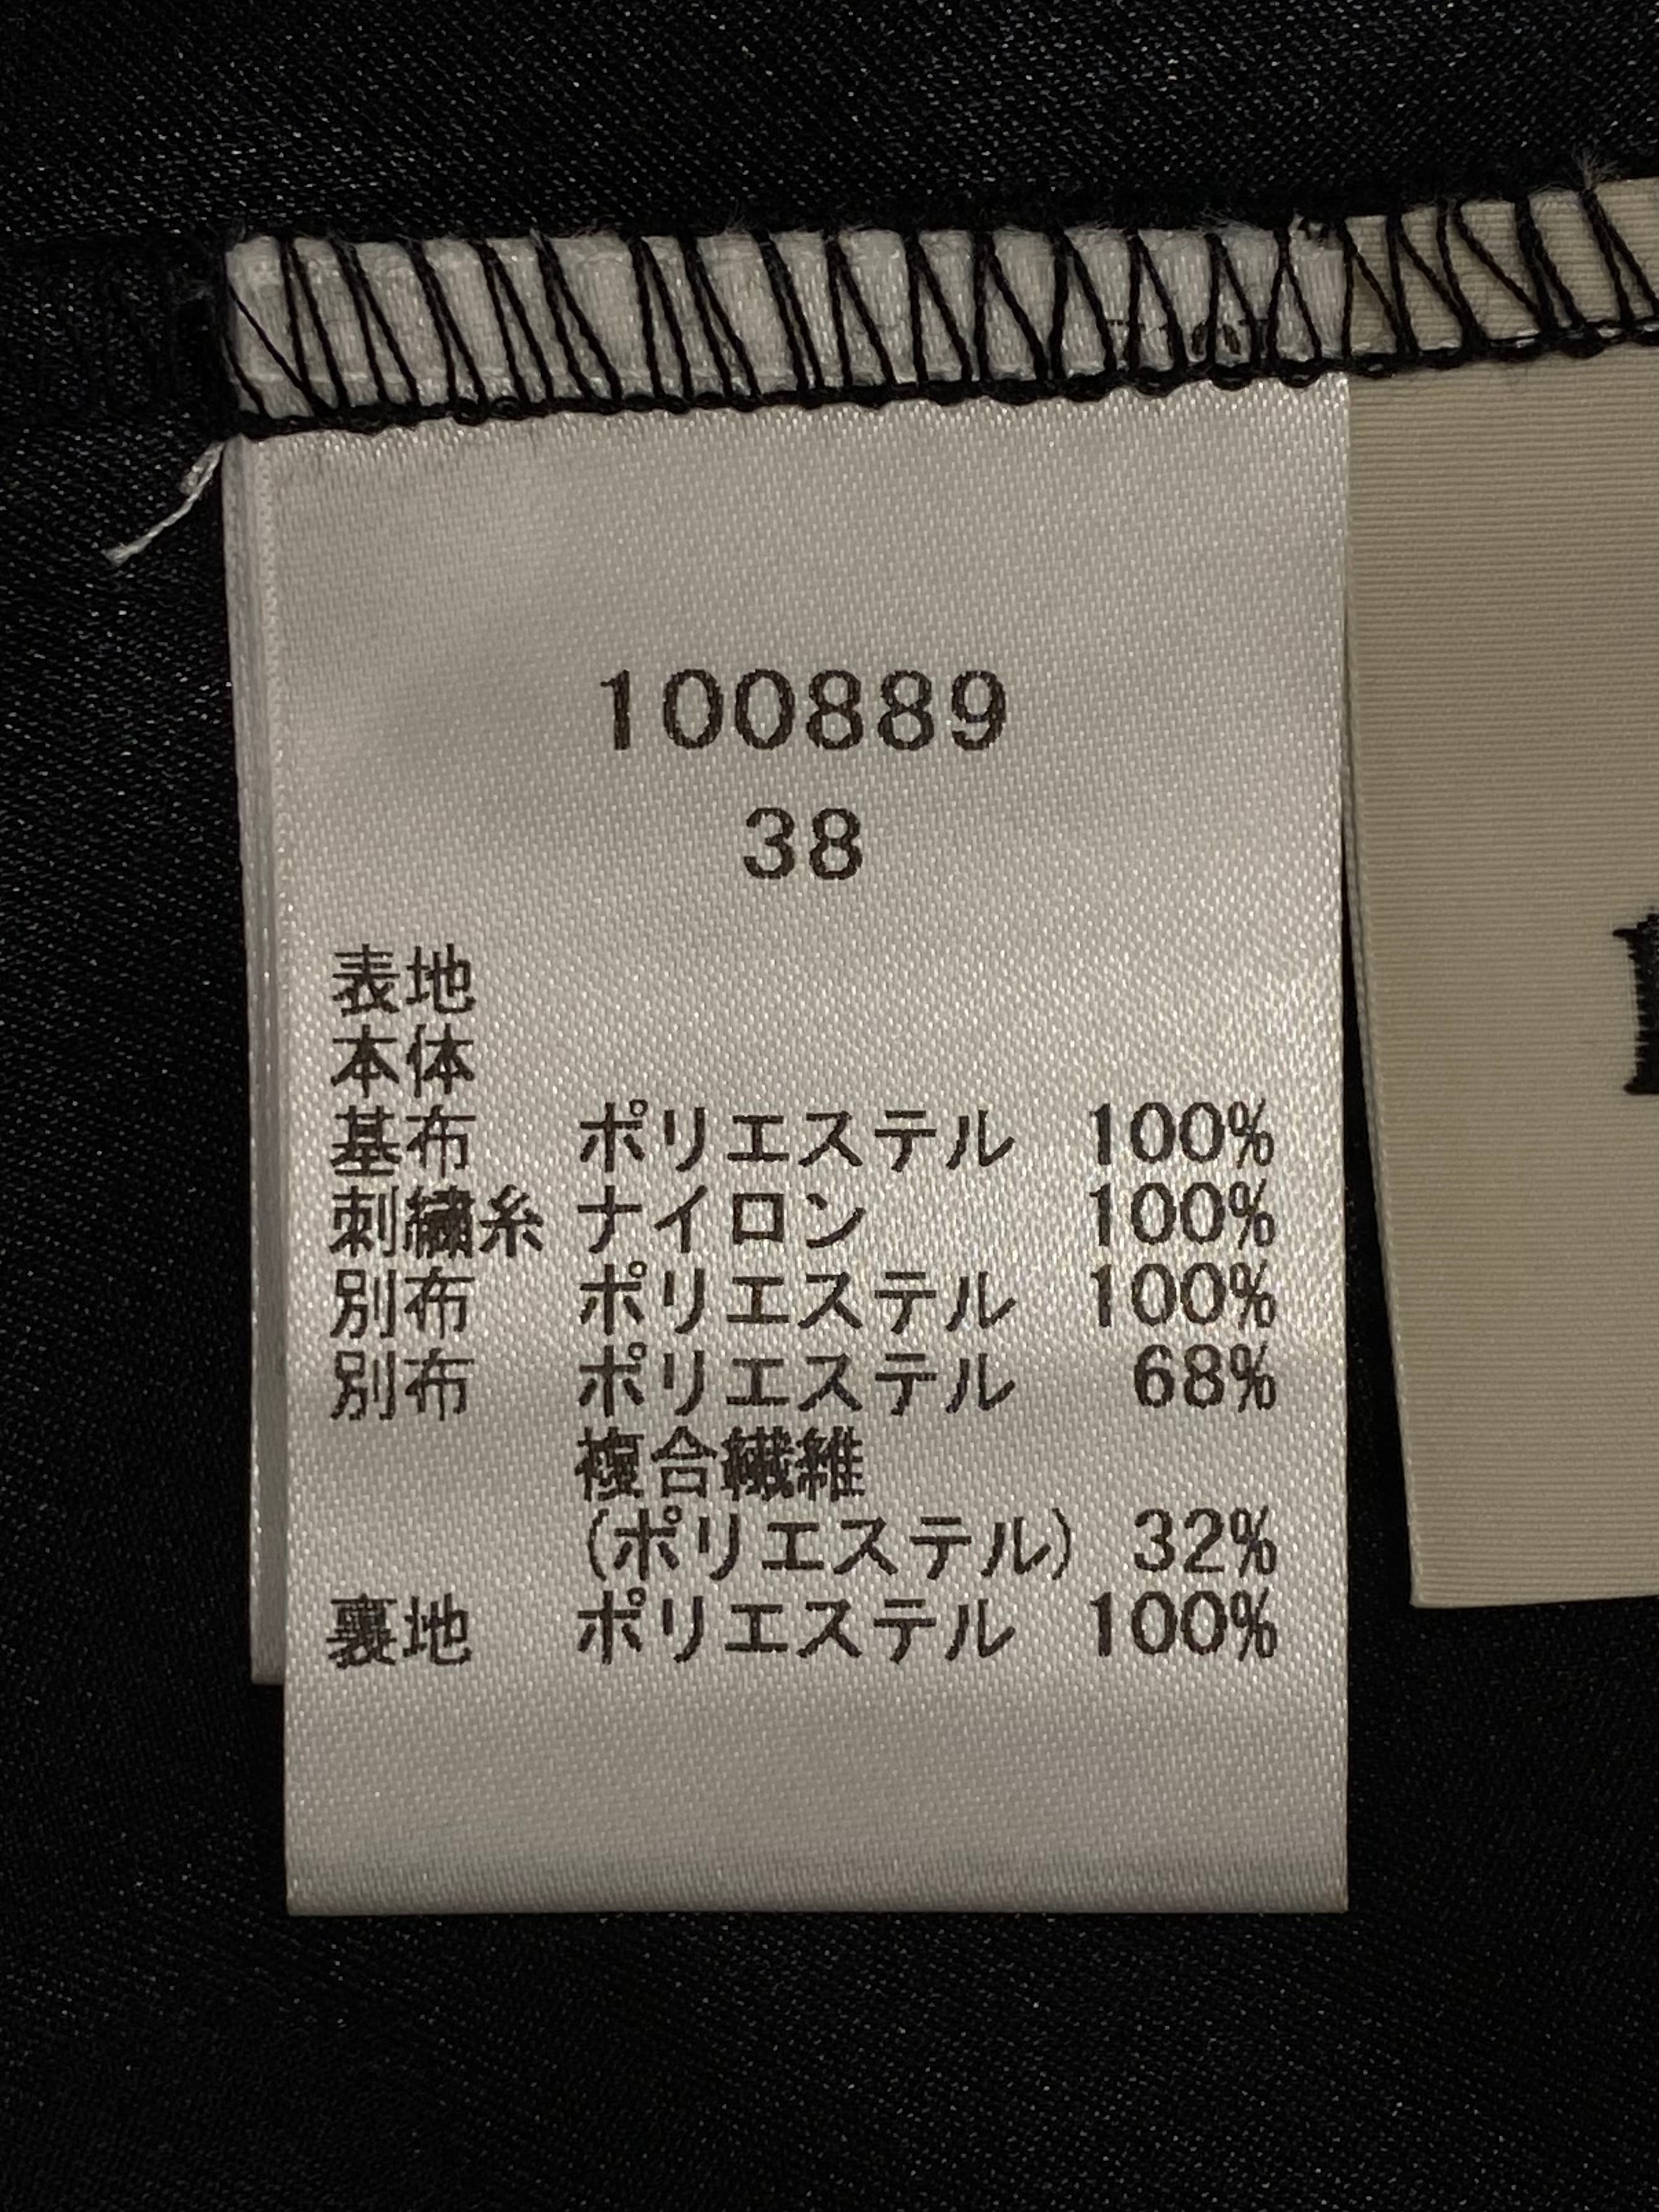 100889
38
表地
本体
基布 ポリエステル 100%
刺繍糸 ナイロン 100%
別布 ポリエステル 100%
別布 ポリエステル 68%
複合繊維
(ポリエステル) 32%
裏地 ポリエステル 100%